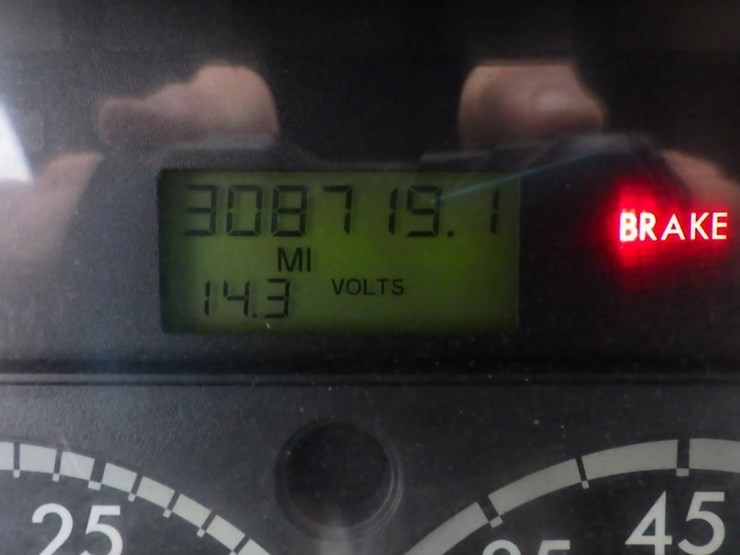 308719.1
BRAKE
MI
14.3 VOLTS
25
45